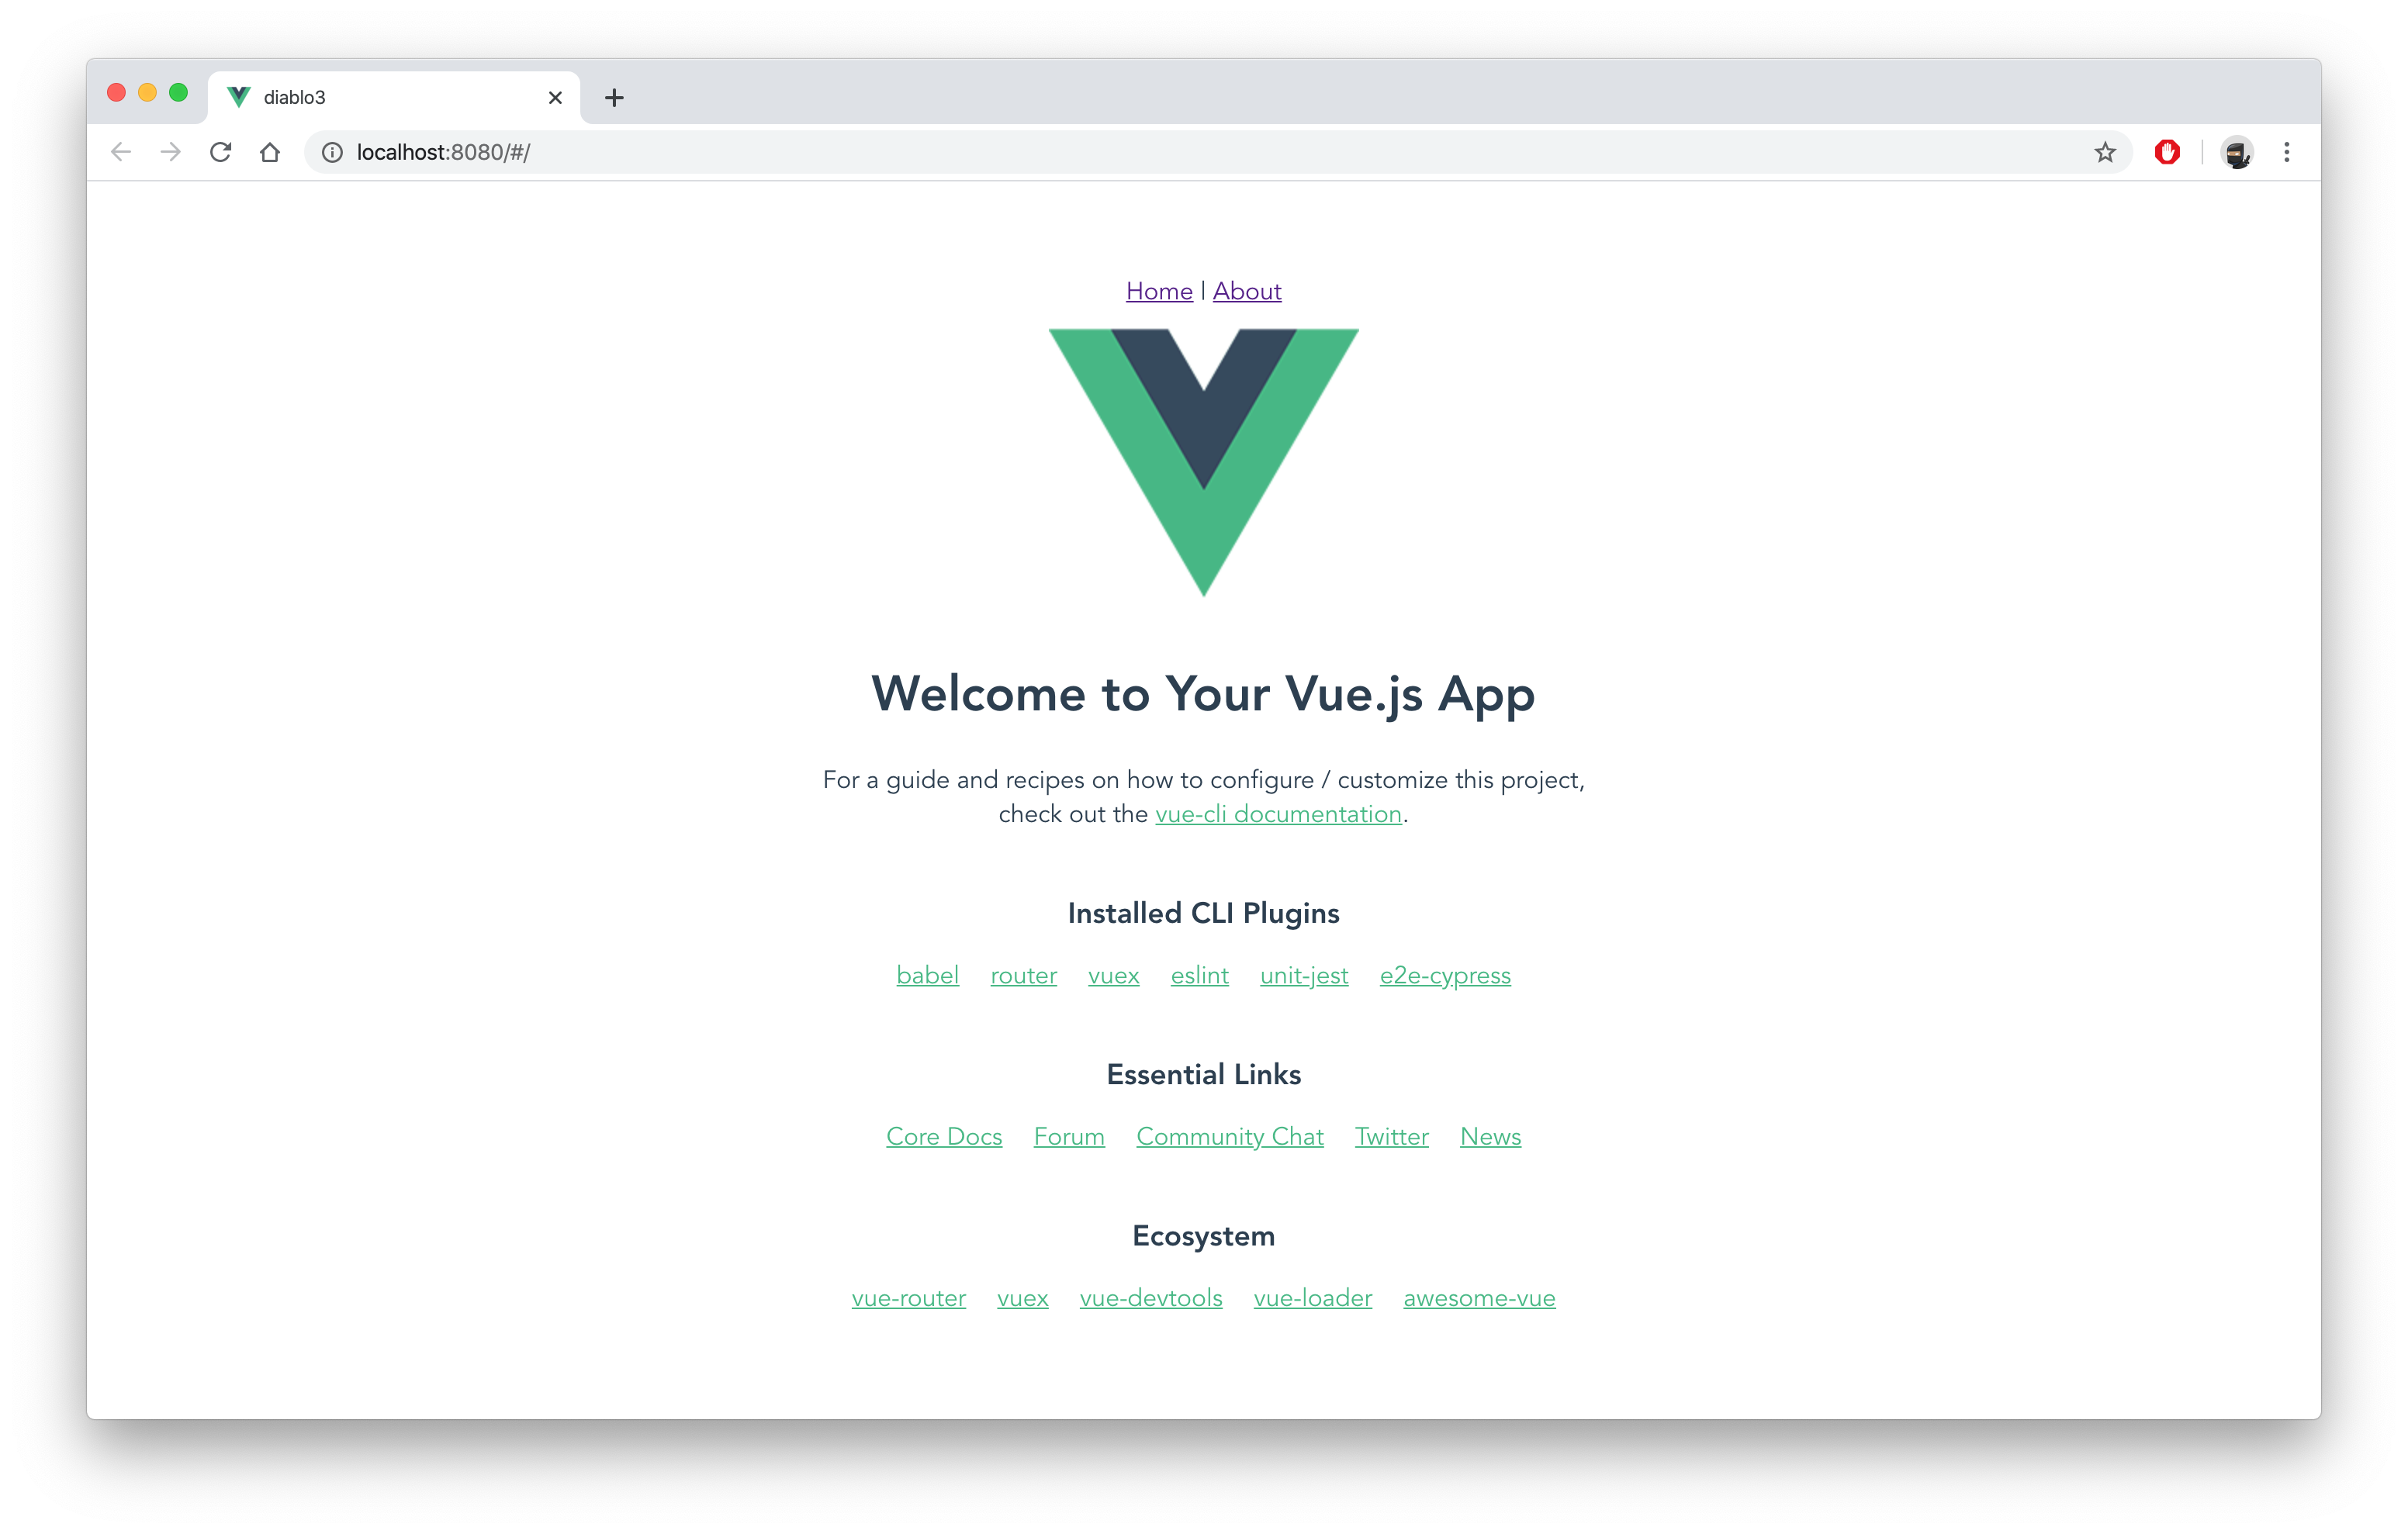 diablo3
localhost:8080/#/
Home | About
Welcome to Your Vue.js App
For a guide and recipes on how to configure / customize this project,
check out the vue-cli documentation.
Installed CLI Plugins
babel router vuex eslint unit-jest e2e-cypress
Essential Links
Core Docs Forum Community Chat Twitter News
Ecosystem
vue-router vuex vue-devtools vue-loader awesome-vue